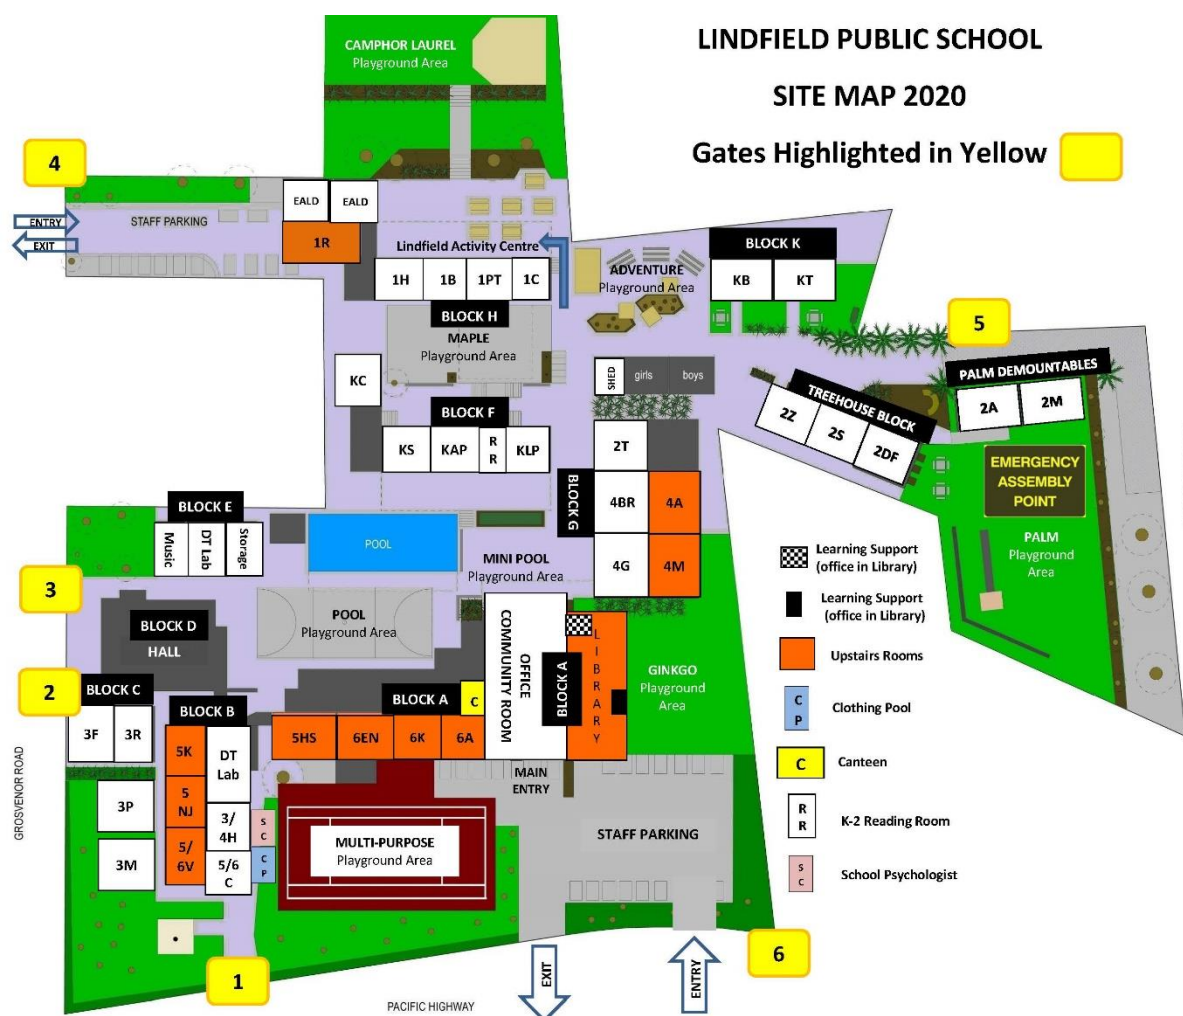 LINDFIELD PUBLIC SCHOOL
SITE MAP 2020
Gates Highlighted in Yellow
CAMPHOR LAUREL
Playground Area
4
ENTRY
EXIT
STAFF PARKING
EALD
EALD
1R
Lindfield Activity Centre
1H
1B
1PT
1C
BLOCK H
MAPLE
Playground Area
ADVENTURE
Playground Area
BLOCK K
KB
KT
5
PALM DEMOUNTABLES
2A
2M
TREEHOUSE BLOCK
2Z
2S
2DF
EMERGENCY
ASSEMBLY
POINT
PALM
Playground
Area
KC
BLOCK F
KS
KAP
R
R
KLP
SHED
girls
boys
2T
BLOCK G
4BR
4A
4G
4M
BLOCK E
Music
DT Lab
Storage
POOL
MINI POOL
Playground Area
3
BLOCK D
HALL
POOL
Playground Area
2
BLOCK C
3F
3R
BLOCK B
5K
DT
Lab
5
NJ
3/
4H
5/
6V
5/6
C
S
C
C
P
3P
3M
BLOCK A
C
5HS
6EN
6K
6A
OFFICE
COMMUNITY ROOM
BLOCK A
LIBRARY
GINKGO
Playground
Area
MAIN
ENTRY
STAFF PARKING
MULTI-PURPOSE
Playground Area
GROSVENOR ROAD
1
PACIFIC HIGHWAY
EXIT
ENTRY
6
Learning Support
(office in Library)
Learning Support
(office in Library)
Upstairs Rooms
C
P
Clothing Pool
C
Canteen
R
R
K-2 Reading Room
S
C
School Psychologist